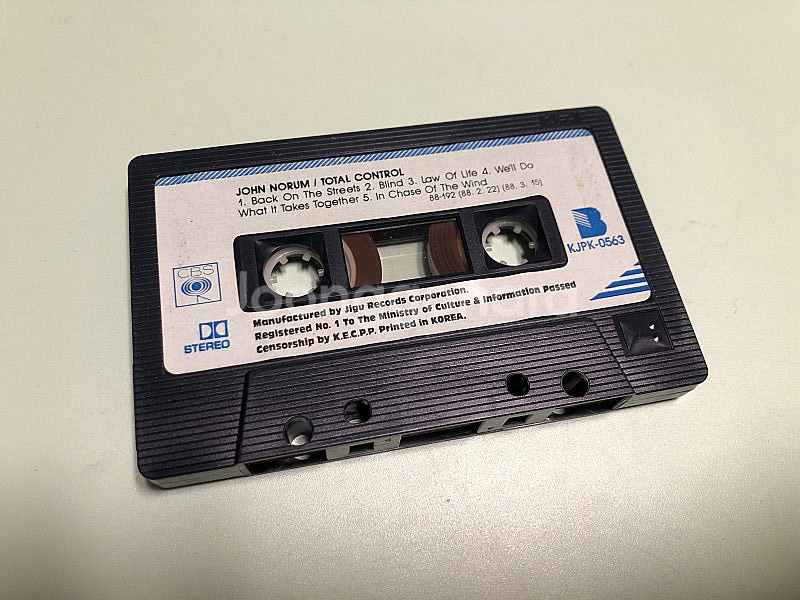 JOHN NORUM / TOTAL CONTROL
1. Back On The Streets 2. Blind 3. Law Of Life 4. We'll Do
What It Takes Together 5. In Chase Of The Wind
88-192 (88. 2. 22) (88. 3. 15)
B
KJPK-0563
CBS
STEREO
Manufactured by Jigu Records Corporation.
Registered No. 1 To The Ministry of Culture & Information Passed
Censorship by K.E.C.P.P. Printed in KOREA.